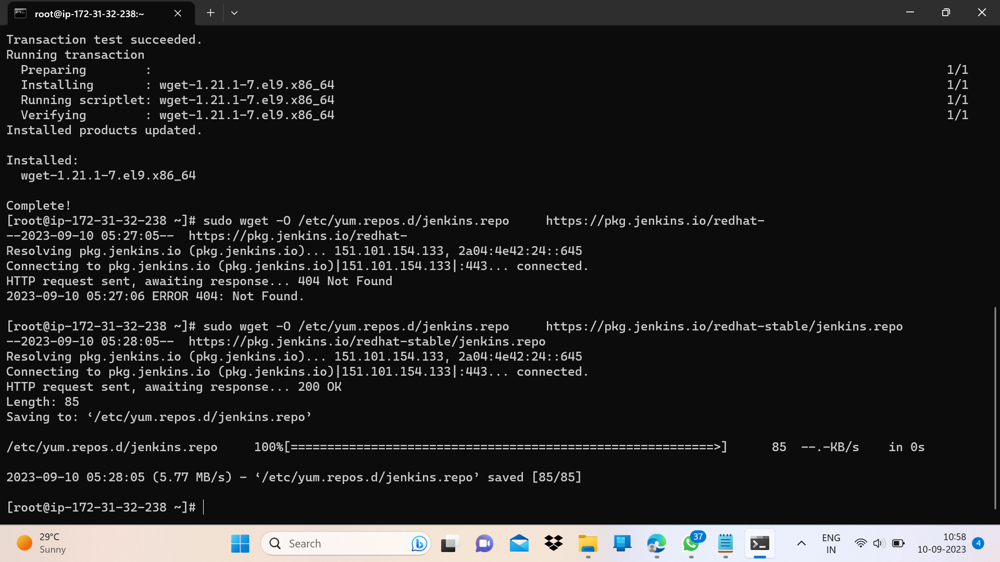 root@ip-172-31-32-238:~
Transaction test succeeded.
Running transaction
  Preparing        :                                                                                                             1/1
  Installing       : wget-1.21.1-7.el9.x86_64                                                                                    1/1
  Running scriptlet: wget-1.21.1-7.el9.x86_64                                                                                    1/1
  Verifying        : wget-1.21.1-7.el9.x86_64                                                                                    1/1
Installed products updated.
Installed:
  wget-1.21.1-7.el9.x86_64
Complete!
[root@ip-172-31-32-238 ~]# sudo wget -O /etc/yum.repos.d/jenkins.repo     https://pkg.jenkins.io/redhat-
--2023-09-10 05:27:05--  https://pkg.jenkins.io/redhat-
Resolving pkg.jenkins.io (pkg.jenkins.io)... 151.101.154.133, 2a04:4e42:24::645
Connecting to pkg.jenkins.io (pkg.jenkins.io)|151.101.154.133|:443... connected.
HTTP request sent, awaiting response... 404 Not Found
2023-09-10 05:27:06 ERROR 404: Not Found.
[root@ip-172-31-32-238 ~]# sudo wget -O /etc/yum.repos.d/jenkins.repo     https://pkg.jenkins.io/redhat-stable/jenkins.repo
--2023-09-10 05:28:05--  https://pkg.jenkins.io/redhat-stable/jenkins.repo
Resolving pkg.jenkins.io (pkg.jenkins.io)... 151.101.154.133, 2a04:4e42:24::645
Connecting to pkg.jenkins.io (pkg.jenkins.io)|151.101.154.133|:443... connected.
HTTP request sent, awaiting response... 200 OK
Length: 85
Saving to: ‘/etc/yum.repos.d/jenkins.repo’
/etc/yum.repos.d/jenkins.repo     100%[==========================================================>]      85  --.-KB/s    in 0s
2023-09-10 05:28:05 (5.77 MB/s) - ‘/etc/yum.repos.d/jenkins.repo’ saved [85/85]
[root@ip-172-31-32-238 ~]#
29°C
Sunny
Search
37
ENG
IN
10:58
10-09-2023
4